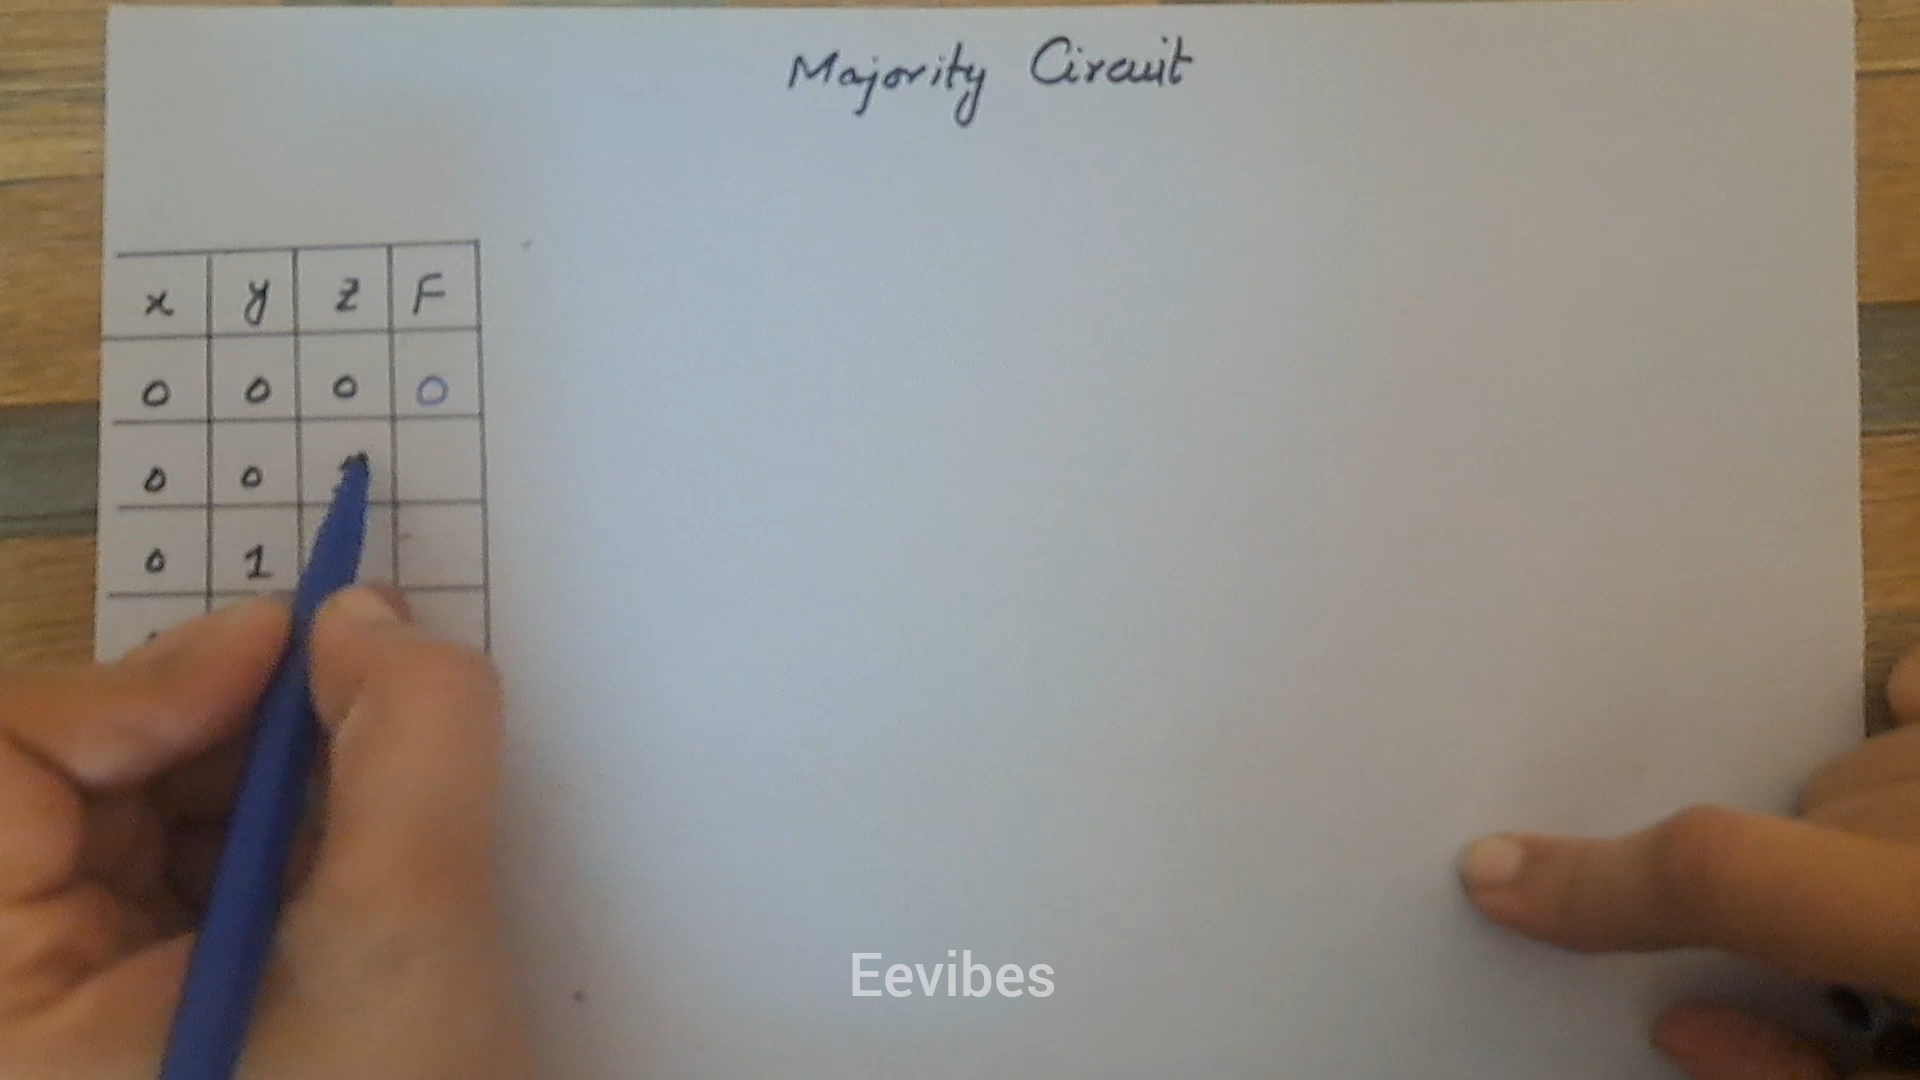 Majority Circuit
x y z F
0 0 0 0
0 0
0 1
Eevibes